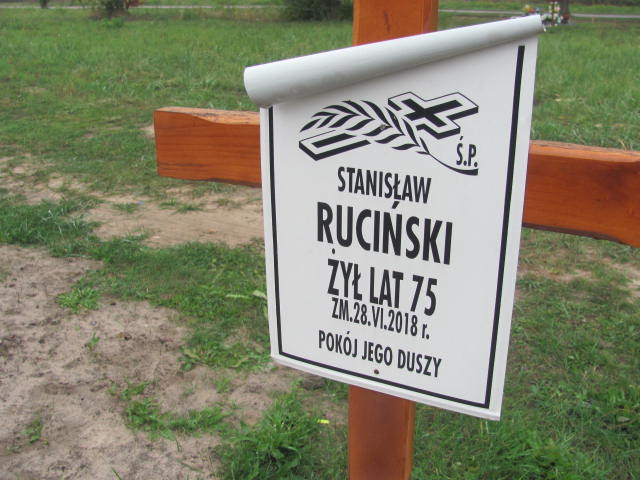 Ś.P.
STANISŁAW
RUCIŃSKI
ŻYŁ LAT 75
ZM.28.VI.2018 r.
POKÓJ JEGO DUSZY